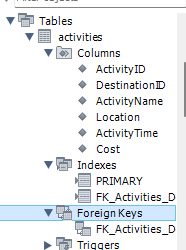 Tables
activities
Columns
ActivityID
DestinationID
ActivityName
Location
ActivityTime
Cost
Indexes
PRIMARY
FK_Activities_D
Foreign Keys
FK_Activities_D
Triggers